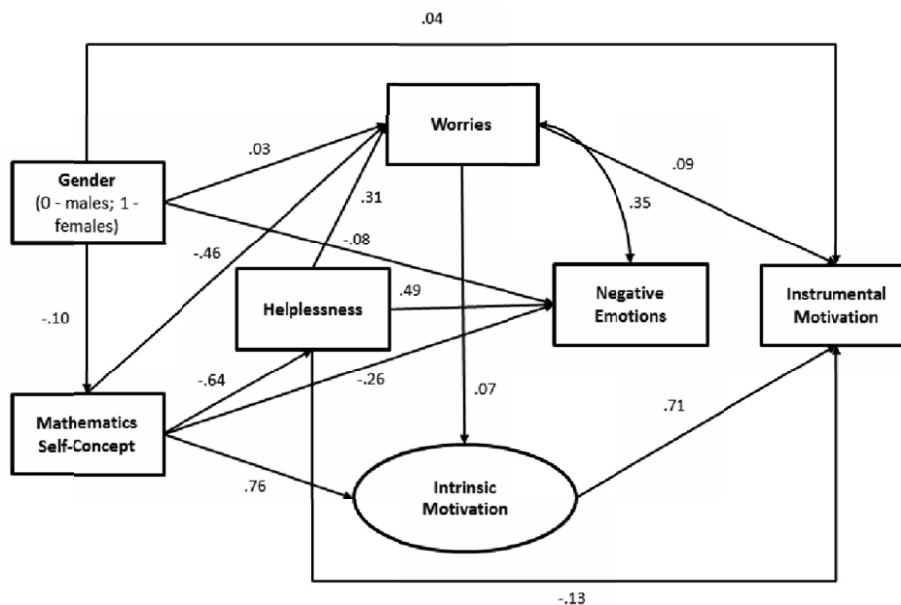 .04
Worries
.03
.09
Gender
(0 - males; 1 -
females)
.31
.35
-.46
-.08
Helplessness
.49
Negative
Emotions
Instrumental
Motivation
-.10
-.64
-.26
.07
.71
Mathematics
Self-Concept
.76
Intrinsic
Motivation
-.13